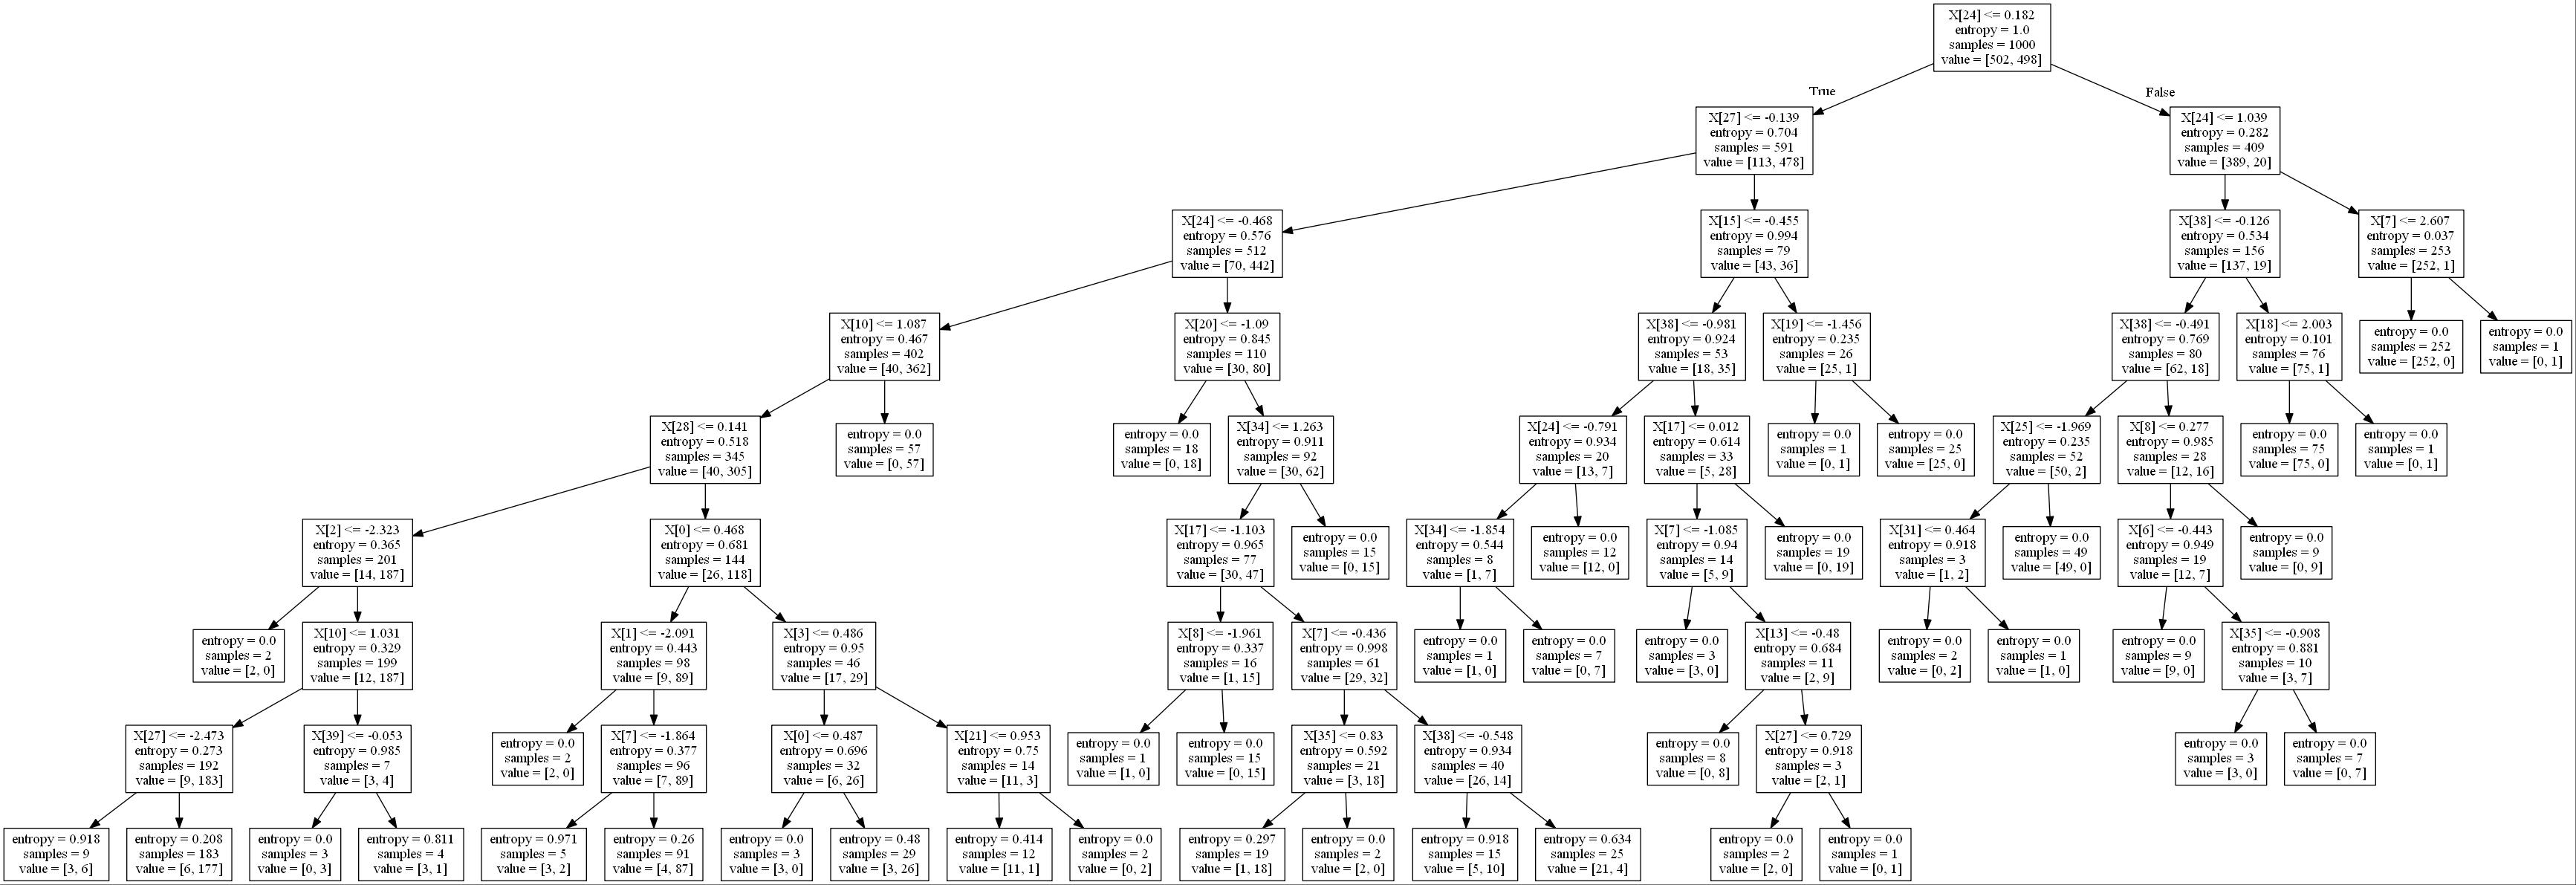 X[24] <= 0.182
entropy = 1.0
samples = 1000
value = [502, 498]
True
False
X[27] <= -0.139
entropy = 0.704
samples = 591
value = [113, 478]
X[24] <= 1.039
entropy = 0.282
samples = 409
value = [389, 20]
X[24] <= -0.468
entropy = 0.576
samples = 512
value = [70, 442]
X[15] <= -0.455
entropy = 0.994
samples = 79
value = [43, 36]
X[38] <= -0.126
entropy = 0.534
samples = 156
value = [137, 19]
X[7] <= 2.607
entropy = 0.037
samples = 253
value = [252, 1]
X[10] <= 1.087
entropy = 0.467
samples = 402
value = [40, 362]
X[20] <= -1.09
entropy = 0.845
samples = 110
value = [30, 80]
X[38] <= -0.981
entropy = 0.924
samples = 53
value = [18, 35]
X[19] <= -1.456
entropy = 0.235
samples = 26
value = [25, 1]
X[38] <= -0.491
entropy = 0.769
samples = 80
value = [62, 18]
X[18] <= 2.003
entropy = 0.101
samples = 76
value = [75, 1]
entropy = 0.0
samples = 252
value = [252, 0]
entropy = 0.0
samples = 1
value = [0, 1]
X[28] <= 0.141
entropy = 0.518
samples = 345
value = [40, 305]
entropy = 0.0
samples = 57
value = [0, 57]
entropy = 0.0
samples = 18
value = [0, 18]
X[34] <= 1.263
entropy = 0.911
samples = 92
value = [30, 62]
X[24] <= -0.791
entropy = 0.934
samples = 20
value = [13, 7]
X[17] <= 0.012
entropy = 0.614
samples = 33
value = [5, 28]
entropy = 0.0
samples = 1
value = [0, 1]
entropy = 0.0
samples = 25
value = [25, 0]
X[25] <= -1.969
entropy = 0.235
samples = 52
value = [50, 2]
X[8] <= 0.277
entropy = 0.985
samples = 28
value = [12, 16]
entropy = 0.0
samples = 75
value = [75, 0]
entropy = 0.0
samples = 1
value = [0, 1]
X[2] <= -2.323
entropy = 0.365
samples = 201
value = [14, 187]
X[0] <= 0.468
entropy = 0.681
samples = 144
value = [26, 118]
X[17] <= -1.103
entropy = 0.965
samples = 77
value = [30, 47]
entropy = 0.0
samples = 15
value = [0, 15]
X[34] <= -1.854
entropy = 0.544
samples = 8
value = [1, 7]
entropy = 0.0
samples = 12
value = [12, 0]
X[7] <= -1.085
entropy = 0.94
samples = 14
value = [5, 9]
entropy = 0.0
samples = 19
value = [0, 19]
X[31] <= 0.464
entropy = 0.918
samples = 3
value = [1, 2]
entropy = 0.0
samples = 49
value = [49, 0]
X[6] <= -0.443
entropy = 0.949
samples = 19
value = [12, 7]
entropy = 0.0
samples = 9
value = [0, 9]
entropy = 0.0
samples = 2
value = [2, 0]
X[10] <= 1.031
entropy = 0.329
samples = 199
value = [12, 187]
X[1] <= -2.091
entropy = 0.443
samples = 98
value = [9, 89]
X[3] <= 0.486
entropy = 0.95
samples = 46
value = [17, 29]
X[8] <= -1.961
entropy = 0.337
samples = 16
value = [1, 15]
X[7] <= -0.436
entropy = 0.998
samples = 61
value = [29, 32]
entropy = 0.0
samples = 1
value = [1, 0]
entropy = 0.0
samples = 7
value = [0, 7]
entropy = 0.0
samples = 3
value = [3, 0]
X[13] <= -0.48
entropy = 0.684
samples = 11
value = [2, 9]
entropy = 0.0
samples = 2
value = [0, 2]
entropy = 0.0
samples = 1
value = [1, 0]
entropy = 0.0
samples = 9
value = [9, 0]
X[35] <= -0.908
entropy = 0.881
samples = 10
value = [3, 7]
X[27] <= -2.473
entropy = 0.273
samples = 192
value = [9, 183]
X[39] <= -0.053
entropy = 0.985
samples = 7
value = [3, 4]
entropy = 0.0
samples = 2
value = [2, 0]
X[7] <= -1.864
entropy = 0.377
samples = 96
value = [7, 89]
X[0] <= 0.487
entropy = 0.696
samples = 32
value = [6, 26]
X[21] <= 0.953
entropy = 0.75
samples = 14
value = [11, 3]
entropy = 0.0
samples = 1
value = [1, 0]
entropy = 0.0
samples = 15
value = [0, 15]
X[35] <= 0.83
entropy = 0.592
samples = 21
value = [3, 18]
X[38] <= -0.548
entropy = 0.934
samples = 40
value = [26, 14]
entropy = 0.0
samples = 8
value = [0, 8]
X[27] <= 0.729
entropy = 0.918
samples = 3
value = [2, 1]
entropy = 0.0
samples = 3
value = [3, 0]
entropy = 0.0
samples = 7
value = [0, 7]
entropy = 0.918
samples = 9
value = [3, 6]
entropy = 0.208
samples = 183
value = [6, 177]
entropy = 0.0
samples = 3
value = [0, 3]
entropy = 0.811
samples = 4
value = [3, 1]
entropy = 0.971
samples = 5
value = [3, 2]
entropy = 0.26
samples = 91
value = [4, 87]
entropy = 0.0
samples = 3
value = [3, 0]
entropy = 0.48
samples = 29
value = [3, 26]
entropy = 0.414
samples = 12
value = [11, 1]
entropy = 0.0
samples = 2
value = [0, 2]
entropy = 0.297
samples = 19
value = [1, 18]
entropy = 0.0
samples = 2
value = [2, 0]
entropy = 0.918
samples = 15
value = [5, 10]
entropy = 0.634
samples = 25
value = [21, 4]
entropy = 0.0
samples = 2
value = [2, 0]
entropy = 0.0
samples = 1
value = [0, 1]